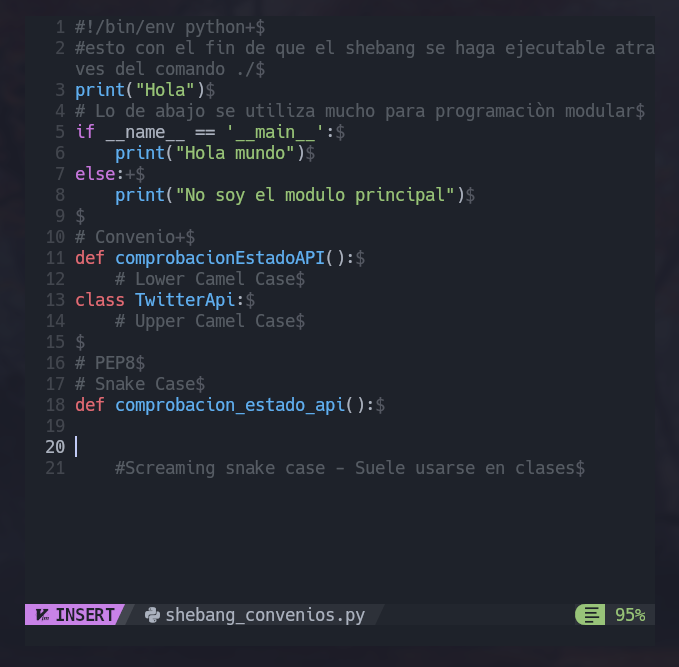 1 #!/bin/env python+$
2 #esto con el fin de que el shebang se haga ejecutable atra
ves del comando ./$
3 print("Hola")$
4 # Lo de abajo se utiliza mucho para programaciòn modular$
5 if __name__ == '__main__':$
6     print("Hola mundo")$
7 else:+$
8     print("No soy el modulo principal")$
9 $
10 # Convenio+$
11 def comprobacionEstadoAPI():$
12     # Lower Camel Case$
13 class TwitterApi:$
14     # Upper Camel Case$
15 $
16 # PEP8$
17 # Snake Case$
18 def comprobacion_estado_api():$
19
20
21     #Screaming snake case - Suele usarse en clases$
INSERT shebang_convenios.py 95%